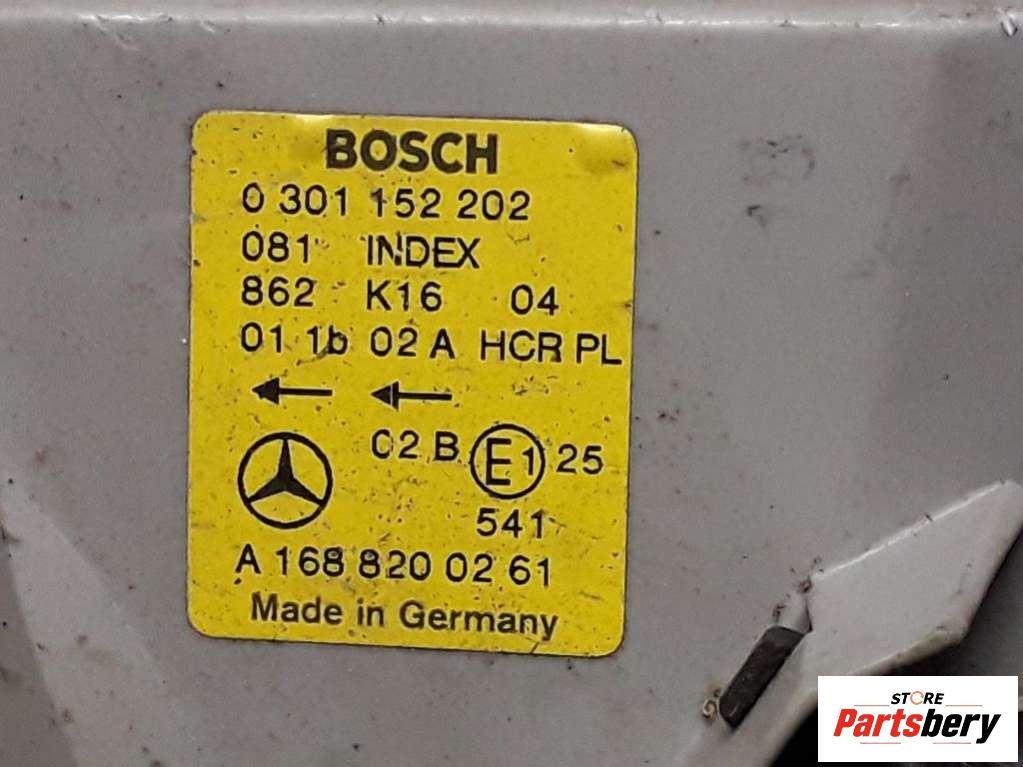 BOSCH
0 301 152 202
081 INDEX
862 K16 04
01 1b 02 A HCR PL
02 B E1 25
541
A 168 820 02 61
Made in Germany
STORE
Partsbery